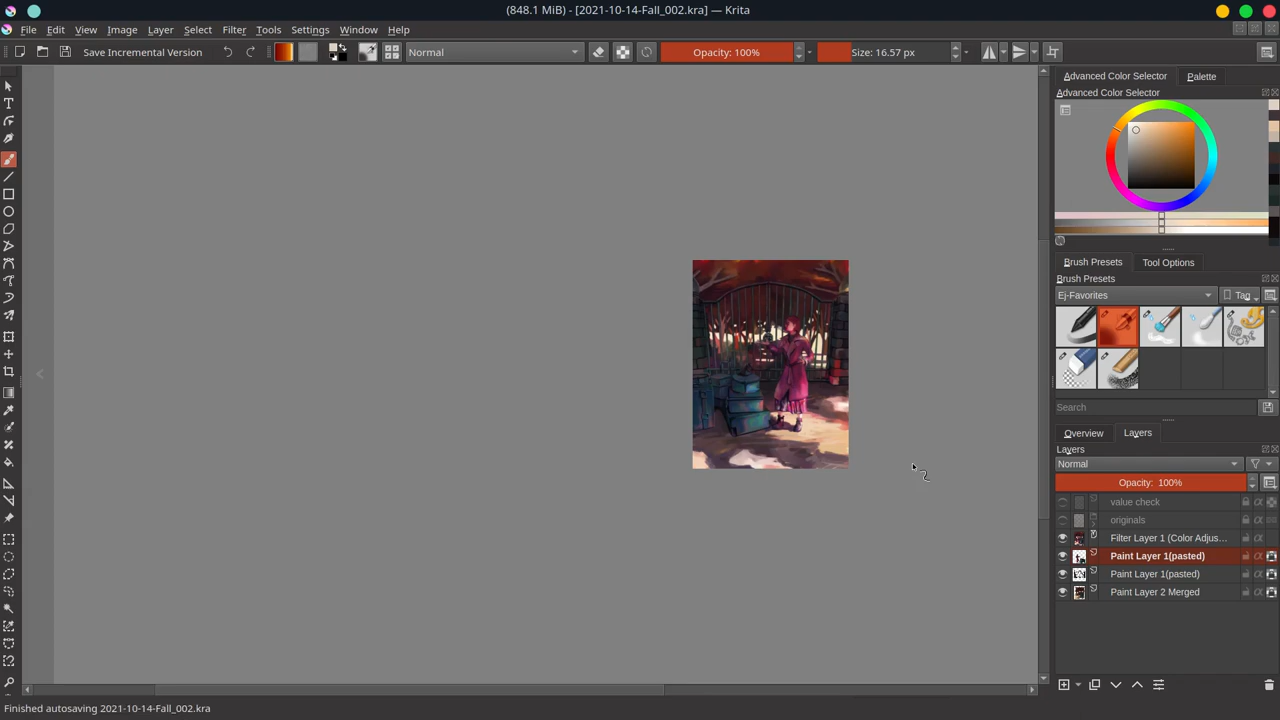 (848.1 MiB) - [2021-10-14-Fall_002.kra] — Krita
File Edit View Image Layer Select Filter Tools Settings Window Help
Save Incremental Version Normal Opacity: 100% Size: 16.57 px
Advanced Color Selector Palette
Advanced Color Selector
Brush Presets Tool Options
Brush Presets
Ej-Favorites Tag
Search
Overview Layers
Layers
Normal
Opacity: 100%
value check
originals
Filter Layer 1 (Color Adjus...
Paint Layer 1(pasted)
Paint Layer 1(pasted)
Paint Layer 2 Merged
Finished autosaving 2021-10-14-Fall_002.kra